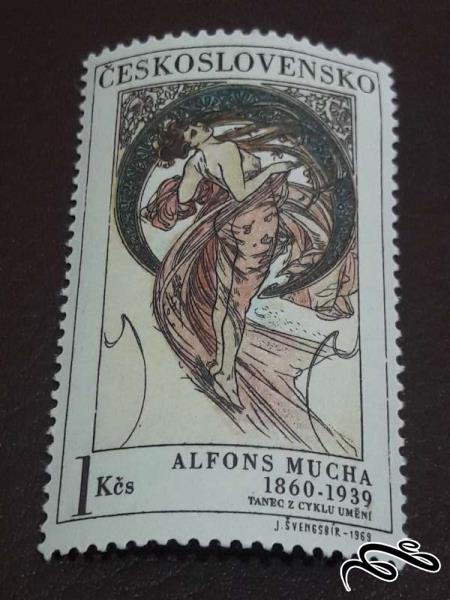 ČESKOSLOVENSKO
1 Kčs
ALFONS MUCHA
1860-1939
TANEC Z CYKLU UMĚNÍ
J. ŠVENGSBÍR-1969